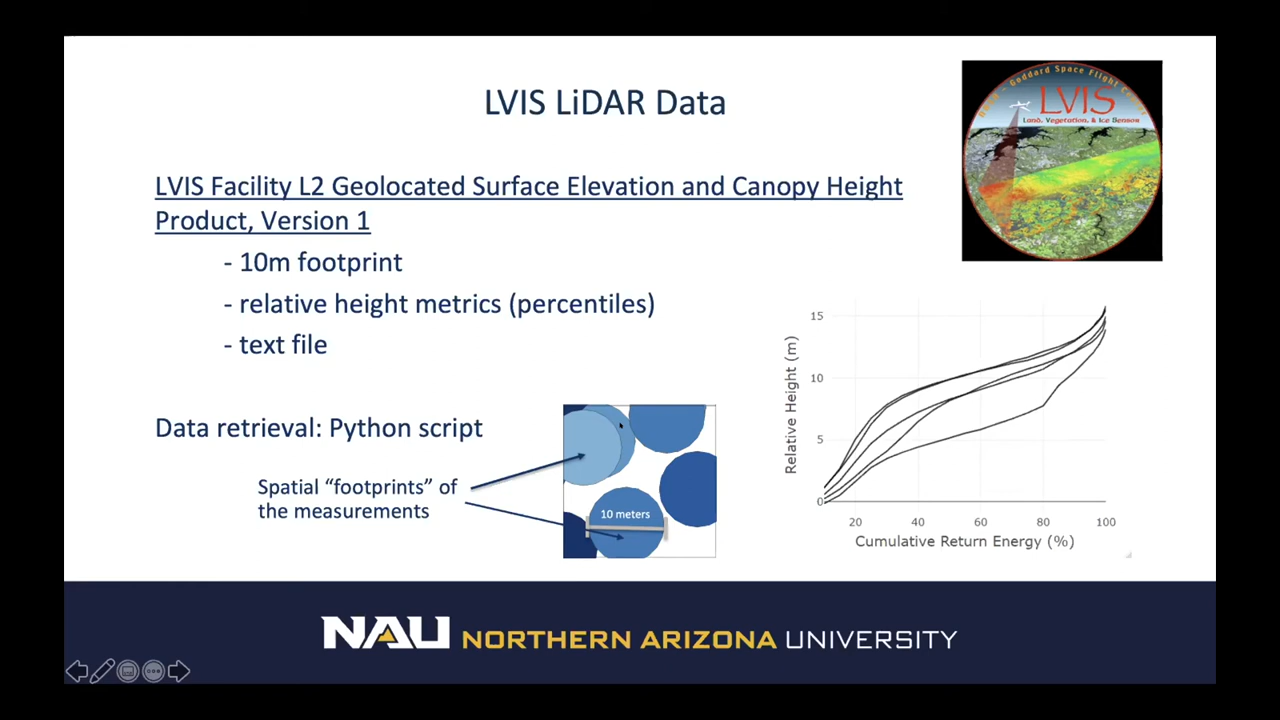 LVIS LiDAR Data
Goddard Space Flight
LVIS
Land, Vegetation, & Ice Sensor
LVIS Facility L2 Geolocated Surface Elevation and Canopy Height
Product, Version 1
- 10m footprint
- relative height metrics (percentiles)
- text file
Data retrieval: Python script
Spatial “footprints” of
the measurements
10 meters
Relative Height (m)
15
10
5
0
20 40 60 80 100
Cumulative Return Energy (%)
NAU NORTHERN ARIZONA UNIVERSITY